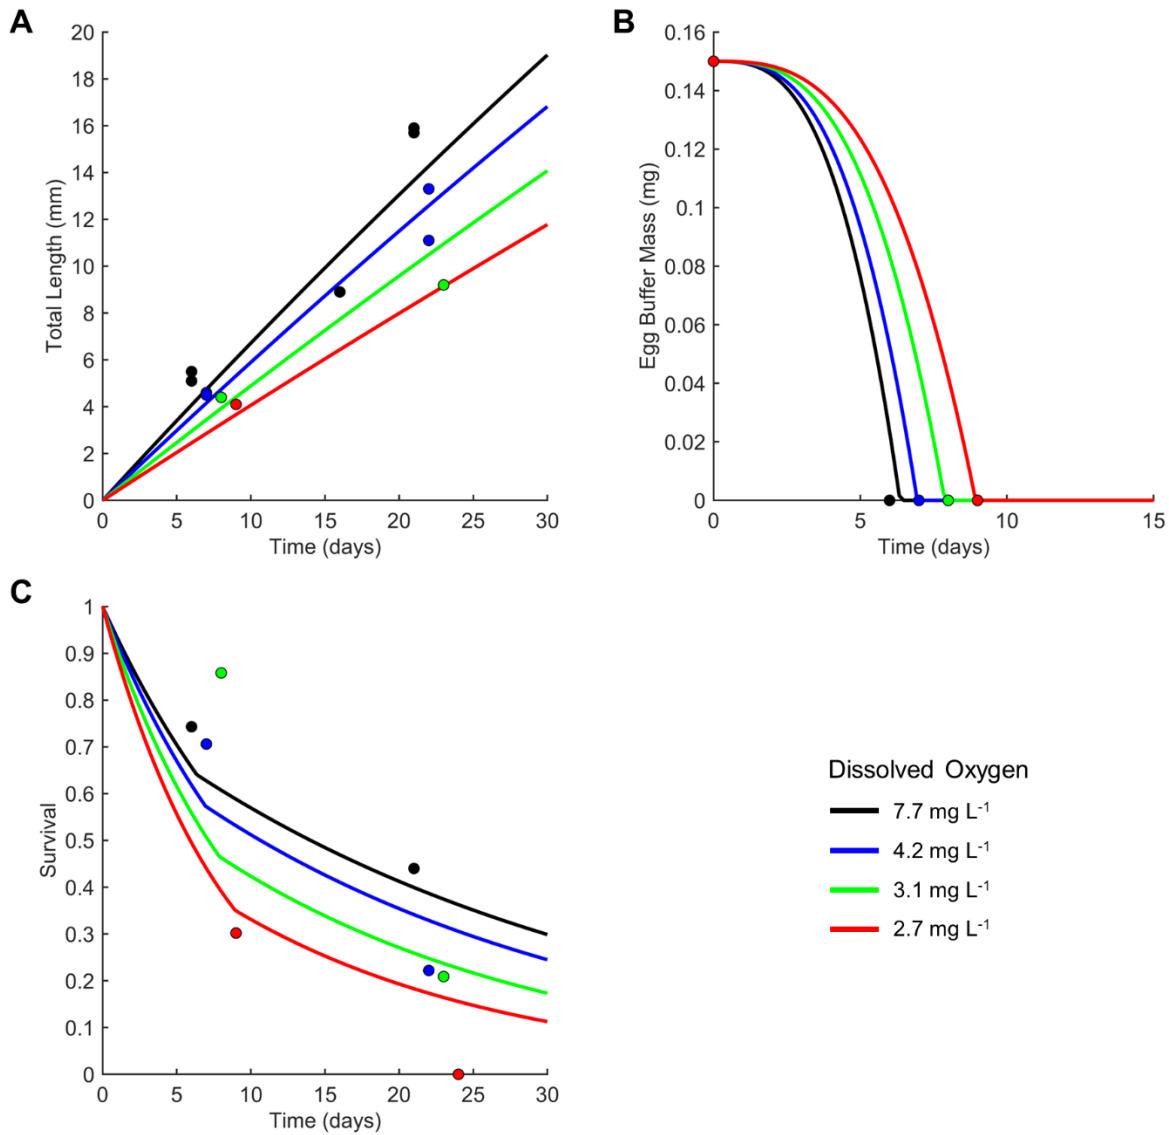 A
Total Length (mm)
20
18
16
14
12
10
8
6
4
2
0
0 5 10 15 20 25 30
Time (days)
B
Egg Buffer Mass (mg)
0.16
0.14
0.12
0.1
0.08
0.06
0.04
0.02
0
0 5 10 15
Time (days)
C
Survival
1
0.9
0.8
0.7
0.6
0.5
0.4
0.3
0.2
0.1
0
0 5 10 15 20 25 30
Time (days)
Dissolved Oxygen
7.7 mg L⁻¹
4.2 mg L⁻¹
3.1 mg L⁻¹
2.7 mg L⁻¹